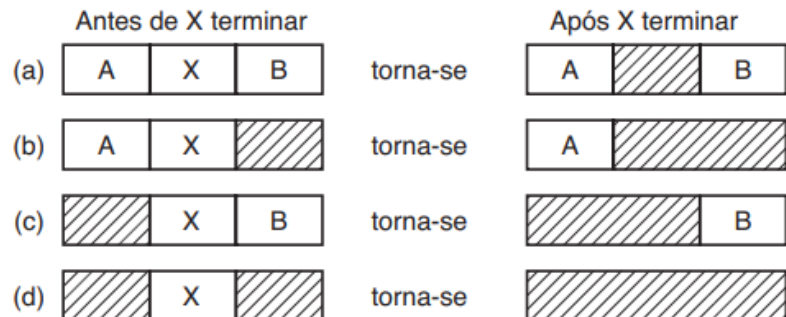 Antes de X terminar Após X terminar
(a) A X B torna-se A B
(b) A X torna-se A
(c) X B torna-se B
(d) X torna-se